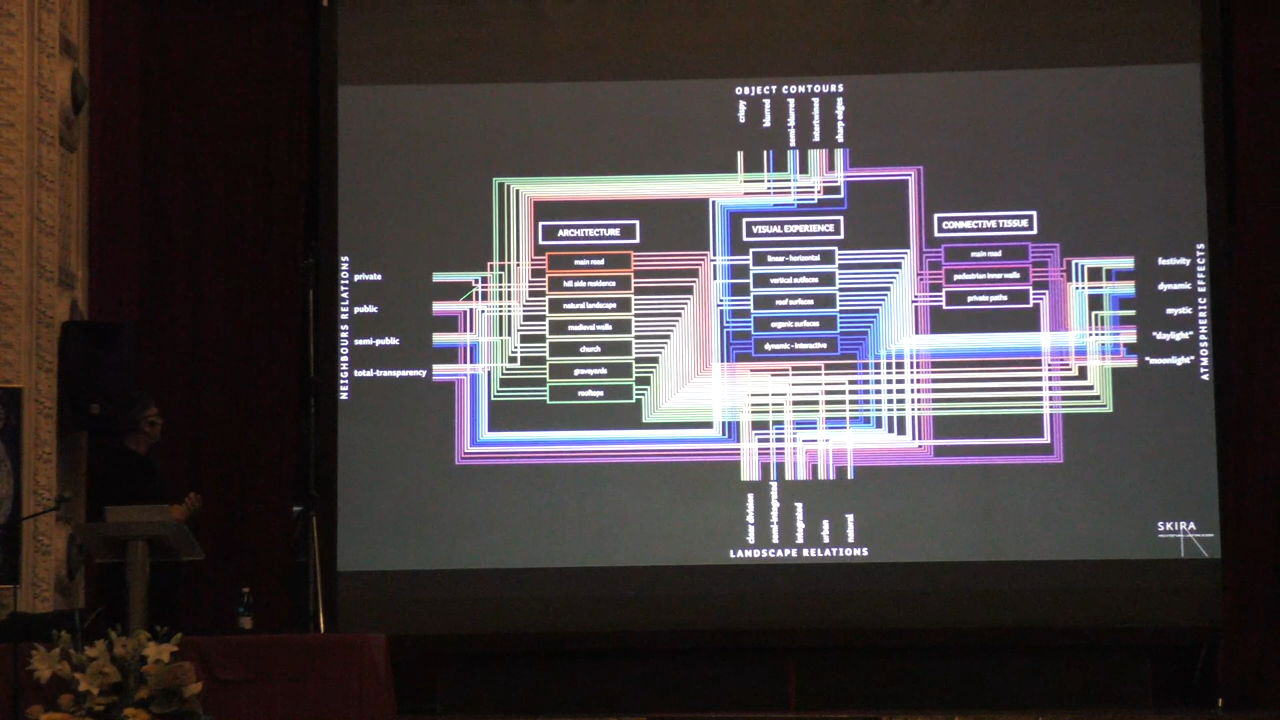 OBJECT CONTOURS
crispy
blurred
semi-blurred
intertwined
sharp edges
ARCHITECTURE
main road
hill side residence
natural landscape
medieval walls
church
graveyards
rooftops
VISUAL EXPERIENCE
linear - horizontal
vertical surfaces
roof surfaces
organic surfaces
dynamic - interactive
CONNECTIVE TISSUE
main road
pedestrian inner walls
private paths
NEIGHBOURS RELATIONS
private
public
semi-public
total-transparency
ATMOSPHERIC EFFECTS
festivity
dynamic
mystic
"daylight"
"moonlight"
clear division
semi-integrated
integrated
urban
natural
LANDSCAPE RELATIONS
SKIRA